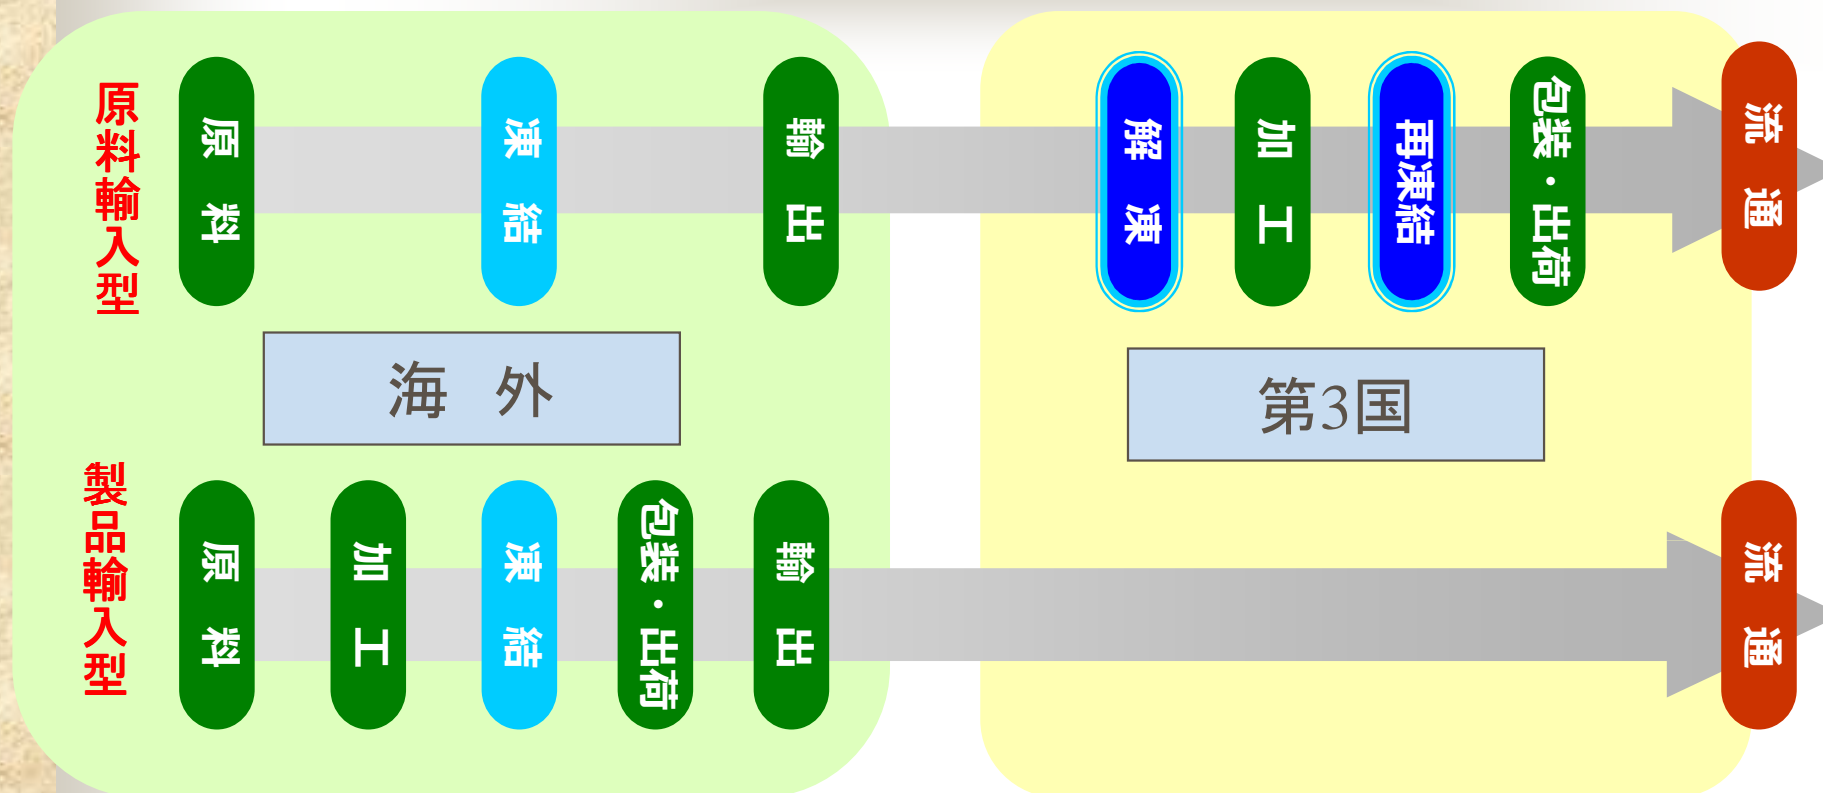 原料輸入型
原料
凍結
輸出
解凍
加工
再凍結
包装・出荷
流通
海 外
第3国
製品輸入型
原料
加工
凍結
包装・出荷
輸出
流通